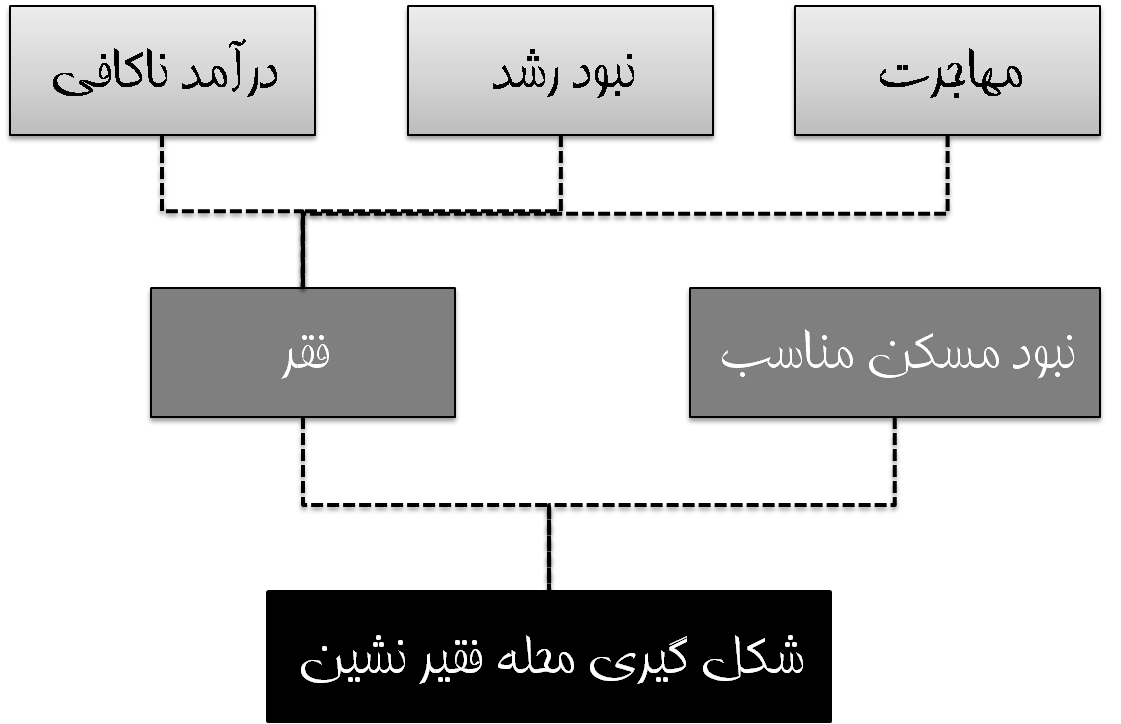 مهاجرت
نبود رشد
درآمد ناکافی
نبود مسکن مناسب
فقر
شکل گیری محله فقیر نشین